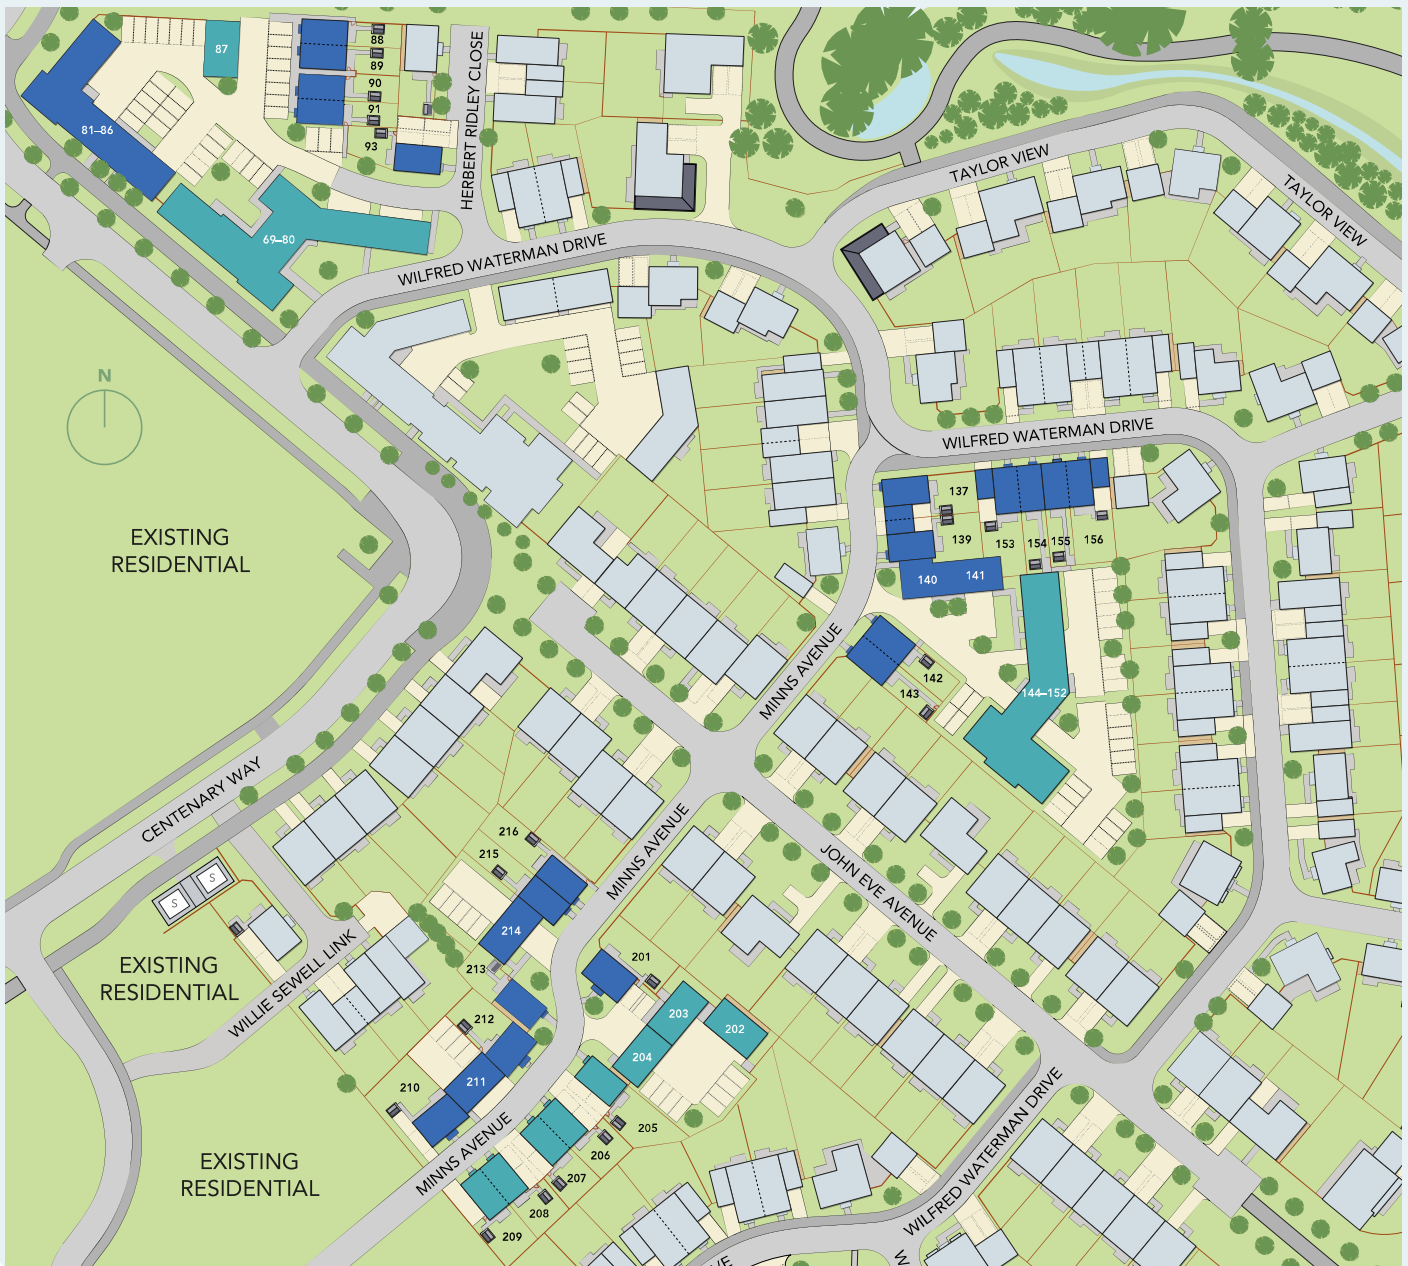 87
88
89
90
91
93
81–86
69–80
HERBERT RIDLEY CLOSE
WILFRED WATERMAN DRIVE
TAYLOR VIEW
TAYLOR VIEW
N
WILFRED WATERMAN DRIVE
137
139
153
154
155
156
140
141
142
143
144–152
EXISTING
RESIDENTIAL
MINNS AVENUE
CENTENARY WAY
MINNS AVENUE
JOHN EVE AVENUE
216
215
214
213
S
S
EXISTING
RESIDENTIAL
WILLIE SEWELL LINK
201
203
202
204
212
211
210
205
206
207
208
209
MINNS AVENUE
EXISTING
RESIDENTIAL
WILFRED WATERMAN DRIVE
VE
W